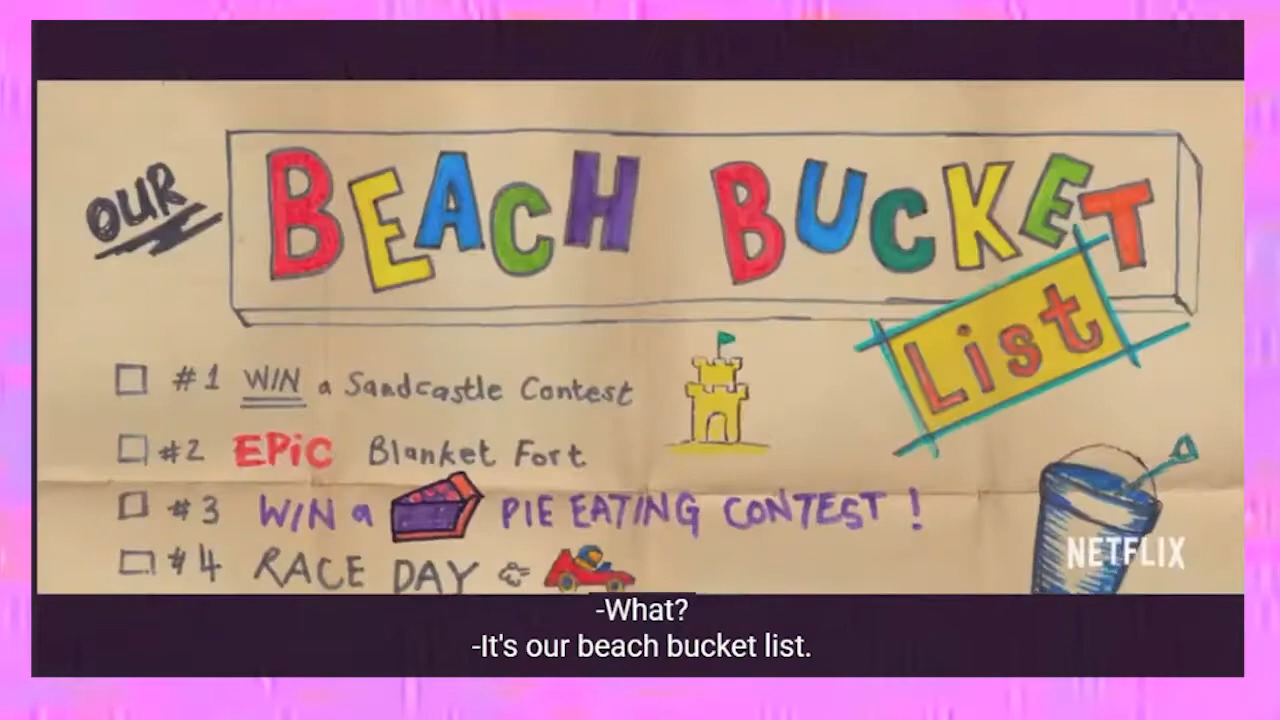 OUR BEACH BUCKET
List
#1 WIN a Sandcastle Contest
#2 EPiC Blanket Fort
#3 WIN a PIE EATING CONTEST!
#4 RACE DAY
NETFLIX
-What?
-It's our beach bucket list.